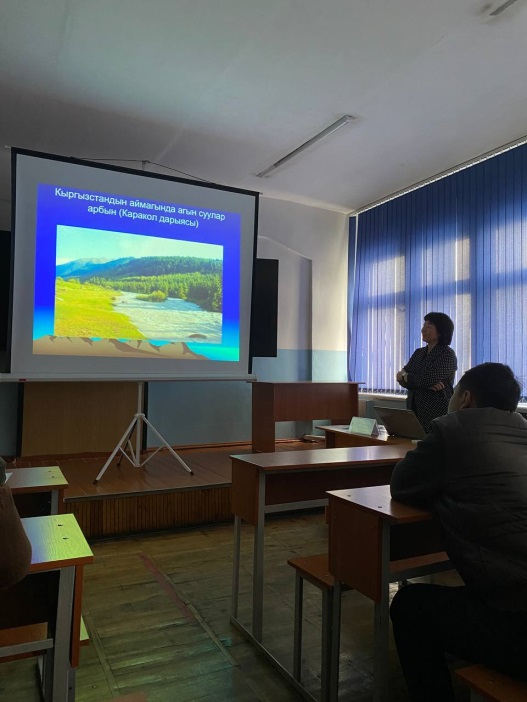 Кыргызстандын аймагында агын суулар
арбын (Каракол дарыясы)